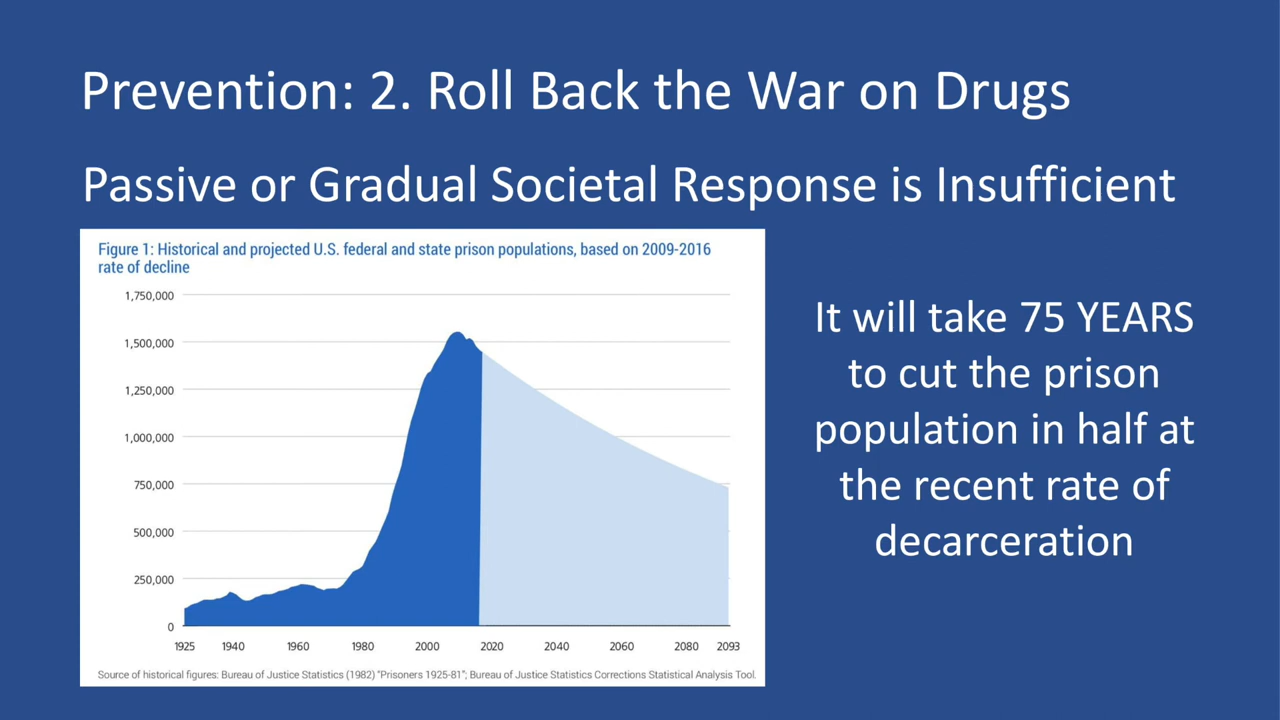 Prevention: 2. Roll Back the War on Drugs
Passive or Gradual Societal Response is Insufficient
Figure 1: Historical and projected U.S. federal and state prison populations, based on 2009-2016
rate of decline
1,750,000
1,500,000
1,250,000
1,000,000
750,000
500,000
250,000
0
1925 1940 1960 1980 2000 2020 2040 2060 2080 2093
Source of historical figures: Bureau of Justice Statistics (1982) "Prisoners 1925-81"; Bureau of Justice Statistics Corrections Statistical Analysis Tool.
It will take 75 YEARS
to cut the prison
population in half at
the recent rate of
decarceration